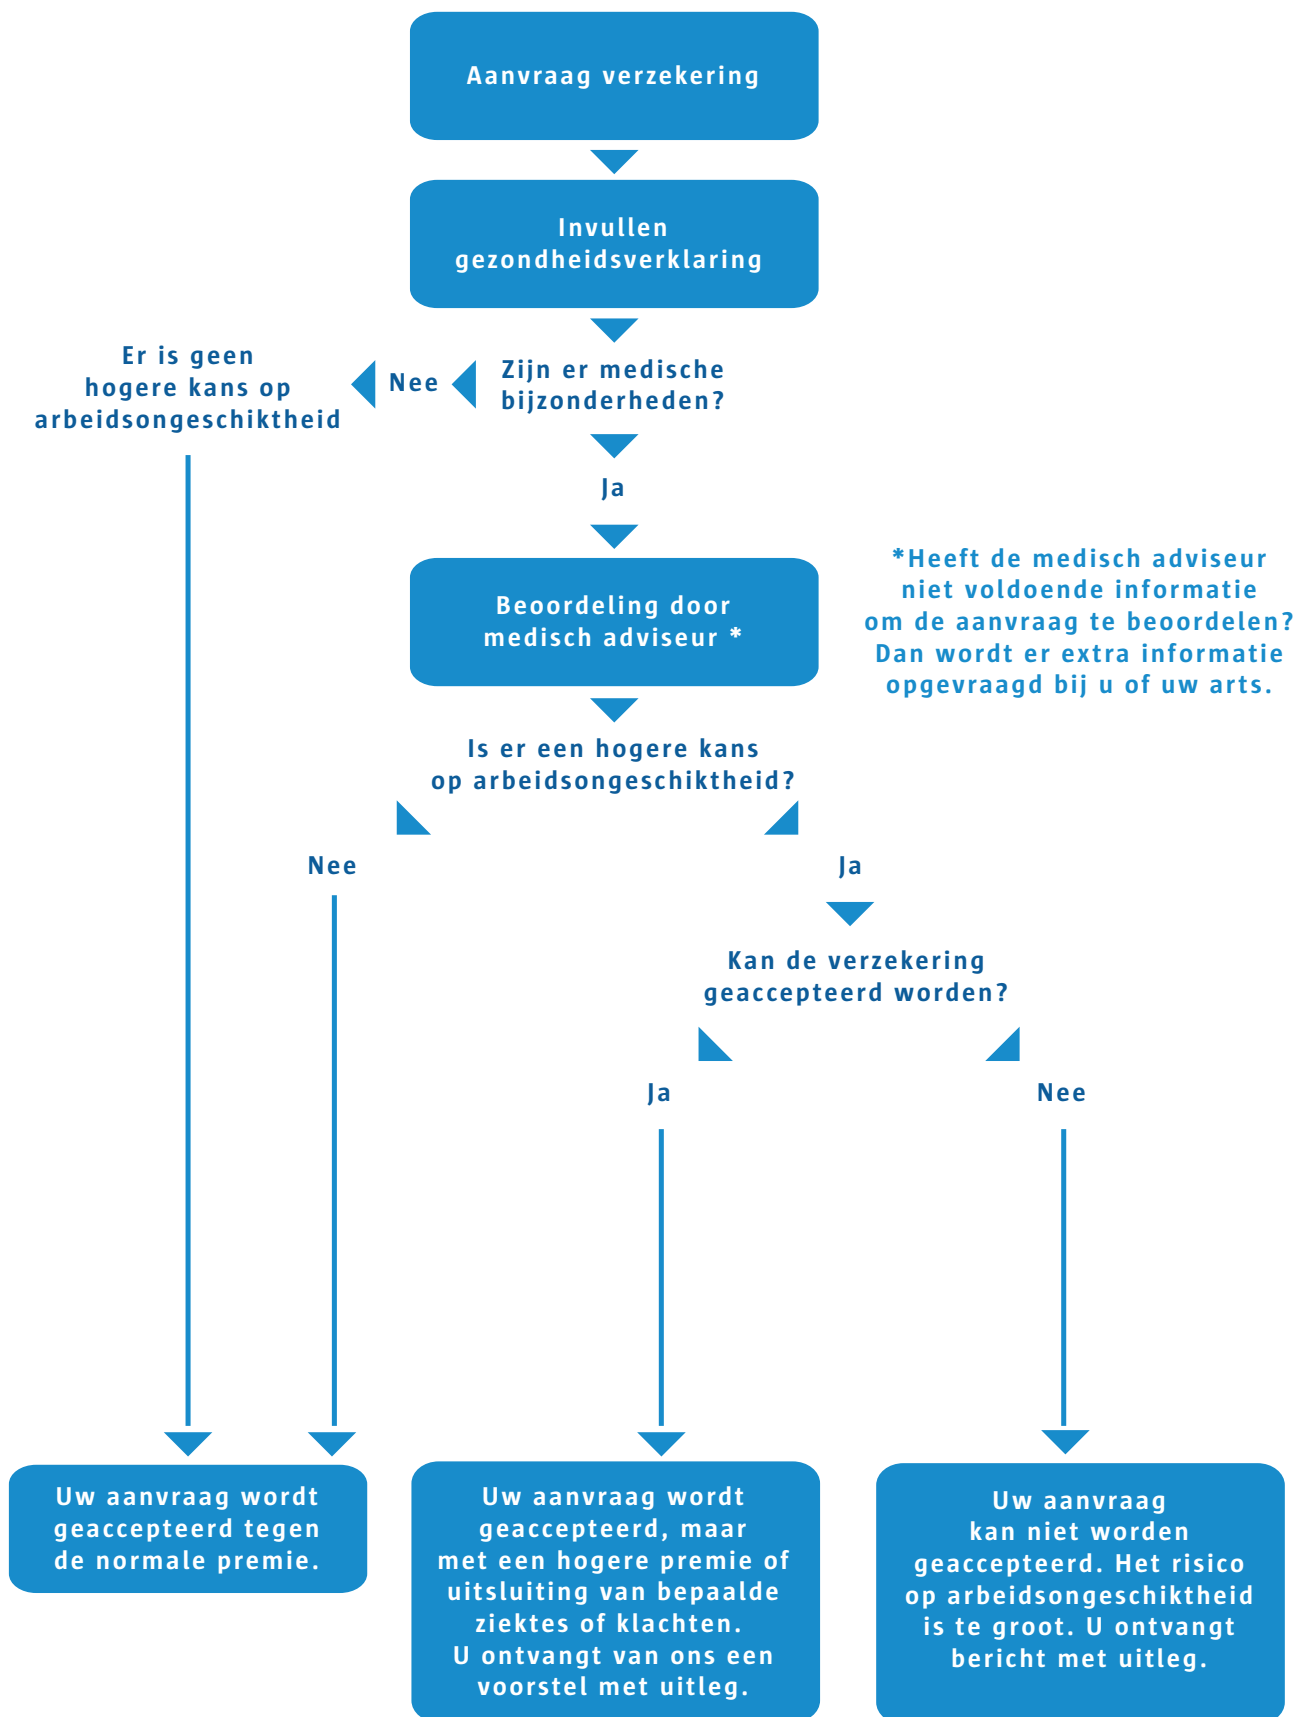 Aanvraag verzekering
Invullen
gezondheidsverklaring
Er is geen
hogere kans op
arbeidsongeschiktheid
Nee
Zijn er medische
bijzonderheden?
Ja
Beoordeling door
medisch adviseur *
*Heeft de medisch adviseur
niet voldoende informatie
om de aanvraag te beoordelen?
Dan wordt er extra informatie
opgevraagd bij u of uw arts.
Is er een hogere kans
op arbeidsongeschiktheid?
Nee
Ja
Kan de verzekering
geaccepteerd worden?
Ja
Nee
Uw aanvraag wordt
geaccepteerd tegen
de normale premie.
Uw aanvraag wordt
geaccepteerd, maar
met een hogere premie of
uitsluiting van bepaalde
ziektes of klachten.
U ontvangt van ons een
voorstel met uitleg.
Uw aanvraag
kan niet worden
geaccepteerd. Het risico
op arbeidsongeschiktheid
is te groot. U ontvangt
bericht met uitleg.